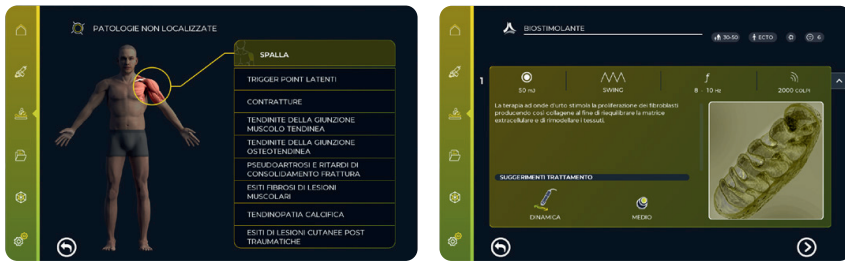 PATOLOGIE NON LOCALIZZATE
SPALLA
TRIGGER POINT LATENTI
CONTRATTURE
TENDINITE DELLA GIUNZIONE
MUSCOLO TENDINEA
TENDINITE DELLA GIUNZIONE
OSTEOTENDINEA
PSEUDOARTROSI E RITARDI DI
CONSOLIDAMENTO FRATTURA
ESITI FIBROSI DI LESIONI
MUSCOLARI
TENDINOPATIA CALCIFICA
ESITI DI LESIONI CUTANEE POST
TRAUMATICHE
BIOSTIMOLANTE
30-50
ECTO
6
1
50 mJ
SWING
f
8 - 10 Hz
2000 COLPI
La terapia ad onde d'urto stimola la proliferazione dei fibroblasti
producendo così collagene al fine di riequilibrare la matrice
extracellulare e di rimodellare i tessuti.
SUGGERIMENTI TRATTAMENTO
DINAMICA
MEDIO